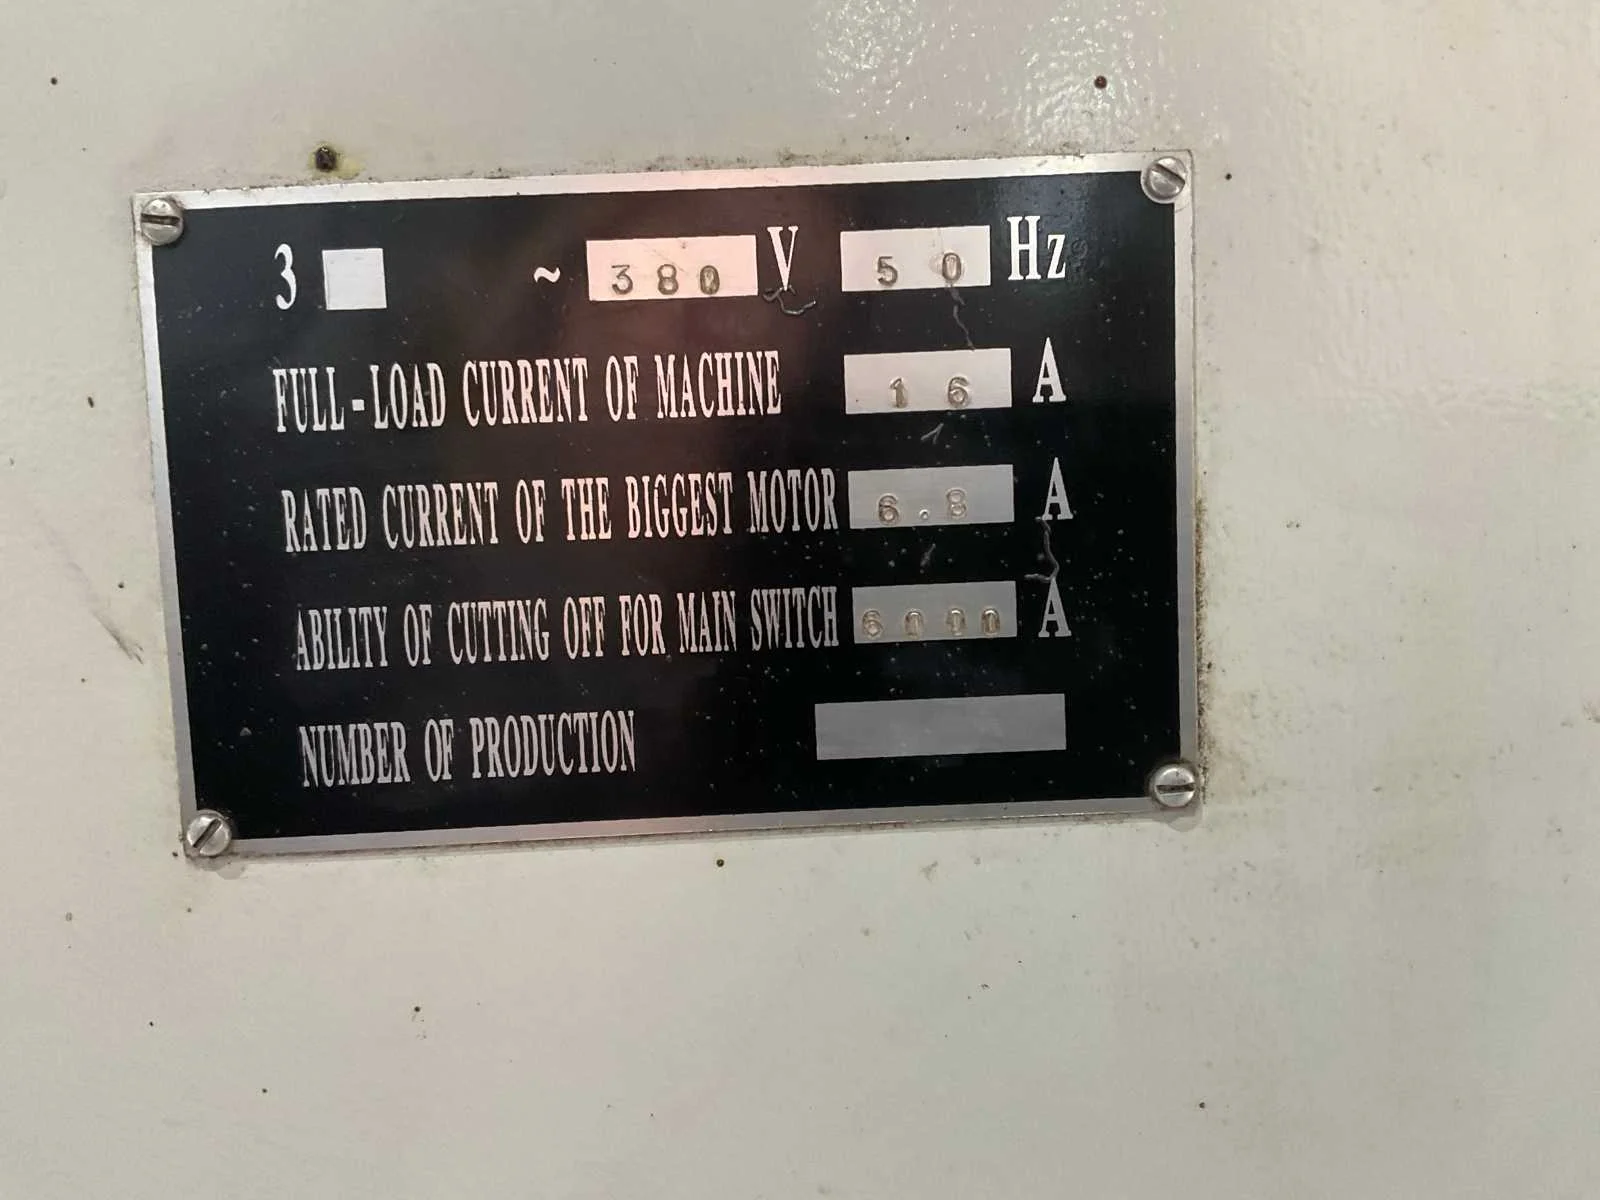 3 ~ 380 V 50 Hz
FULL-LOAD CURRENT OF MACHINE 16 A
RATED CURRENT OF THE BIGGEST MOTOR 6.8 A
ABILITY OF CUTTING OFF FOR MAIN SWITCH 6000 A
NUMBER OF PRODUCTION